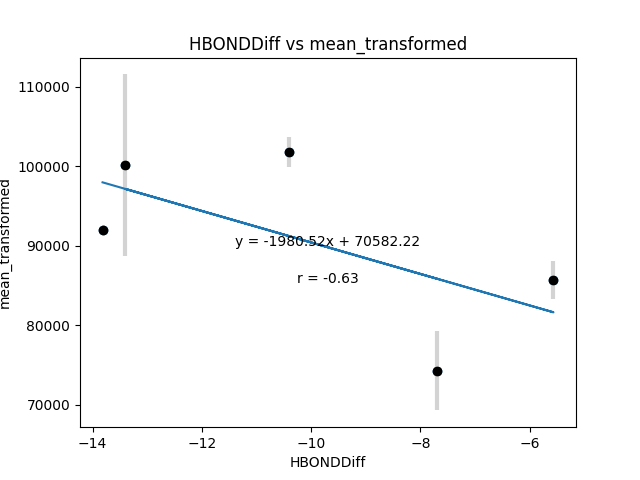 HBONDDiff vs mean_transformed
mean_transformed
110000
100000
90000
80000
70000
y = -1980.52x + 70582.22
r = -0.63
−14
−12
−10
−8
−6
HBONDDiff